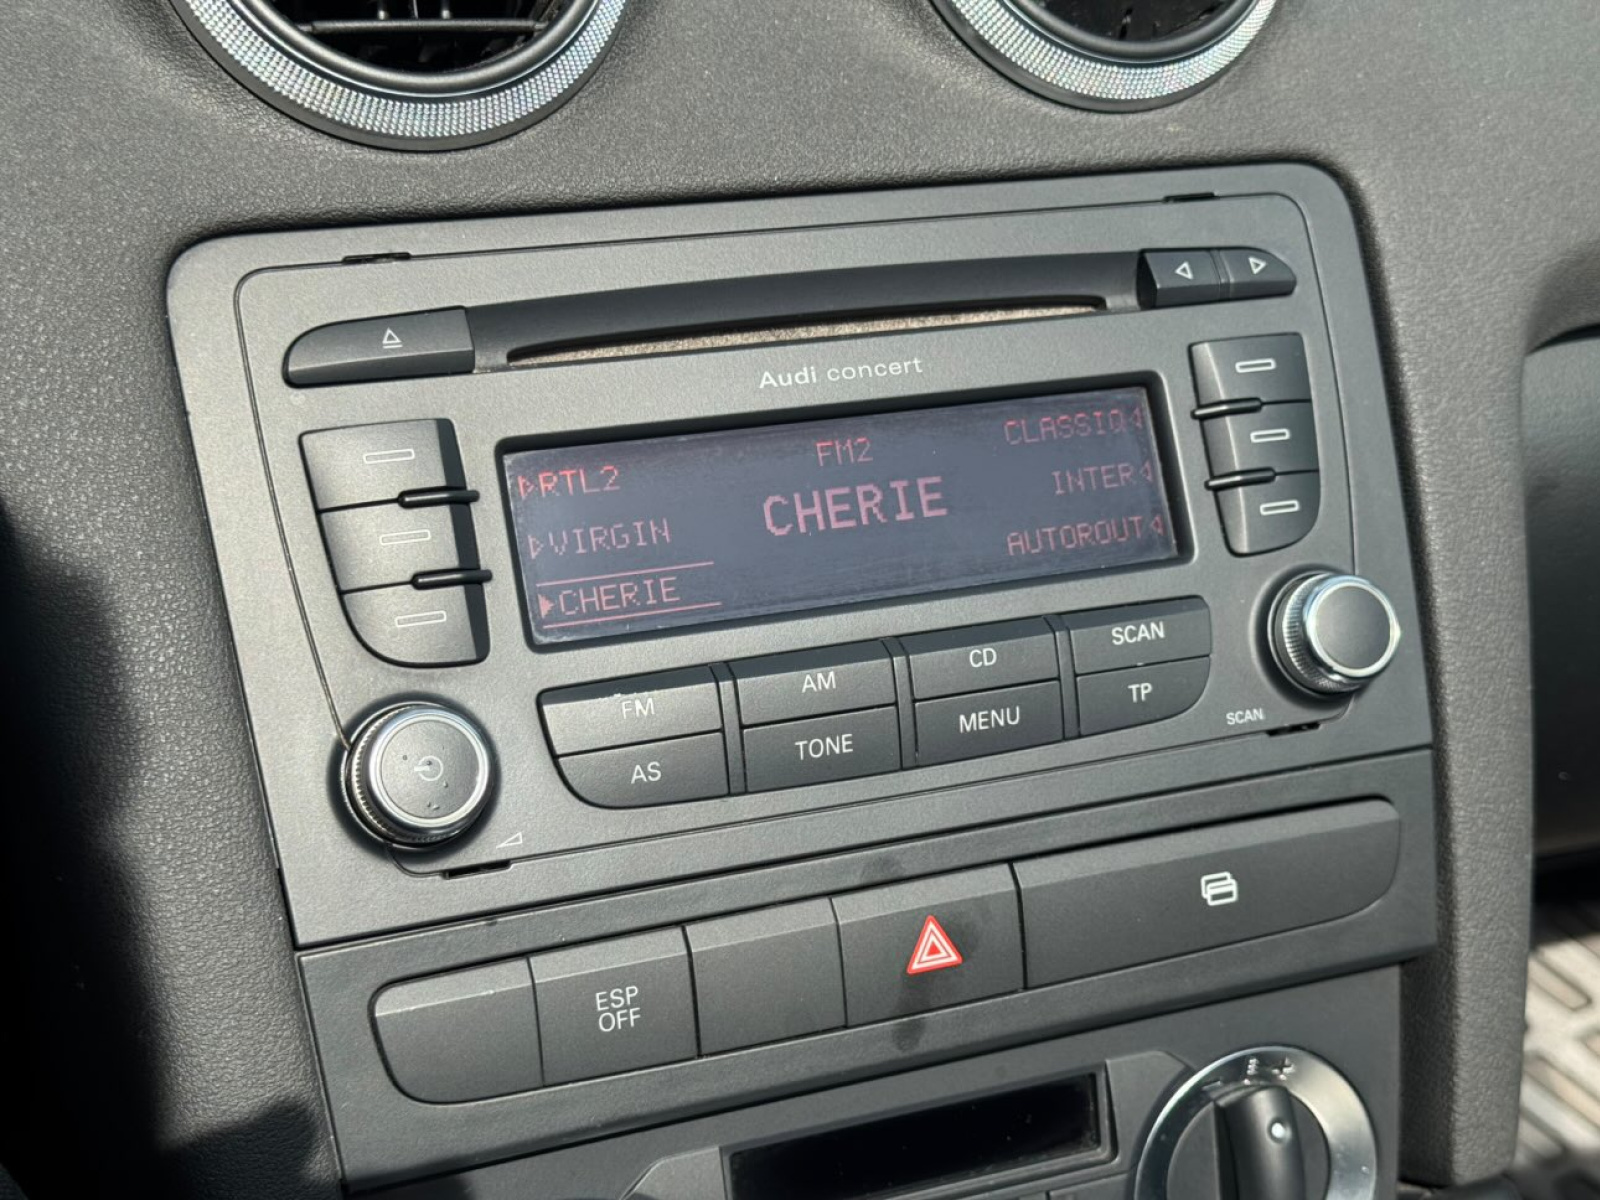 Audi concert
RTL2
FM2
CLASSIQ
VIRGIN
CHERIE
INTER
CHERIE
AUTOROUT
FM
AM
CD
SCAN
AS
TONE
MENU
TP
SCAN
ESP
OFF